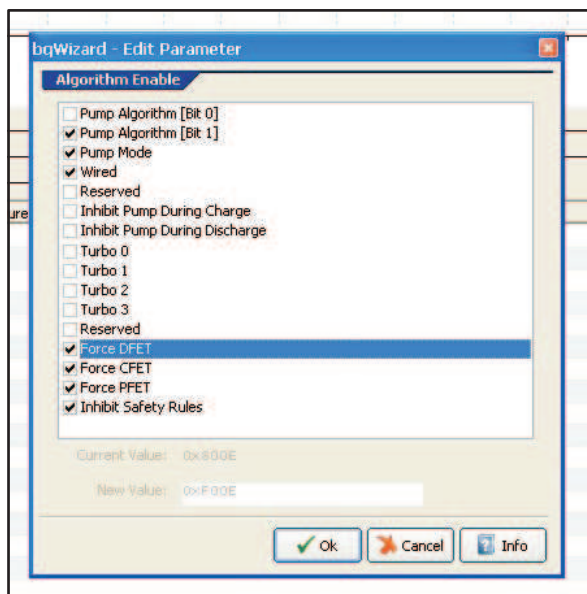 bqWizard - Edit Parameter
Algorithm Enable
Pump Algorithm [Bit 0]
Pump Algorithm [Bit 1]
Pump Mode
Wired
Reserved
Inhibit Pump During Charge
Inhibit Pump During Discharge
Turbo 0
Turbo 1
Turbo 2
Turbo 3
Reserved
Force DFET
Force CFET
Force PFET
Inhibit Safety Rules
Current Value: 0x800E
New Value: 0xF00E
Ok Cancel Info
ure